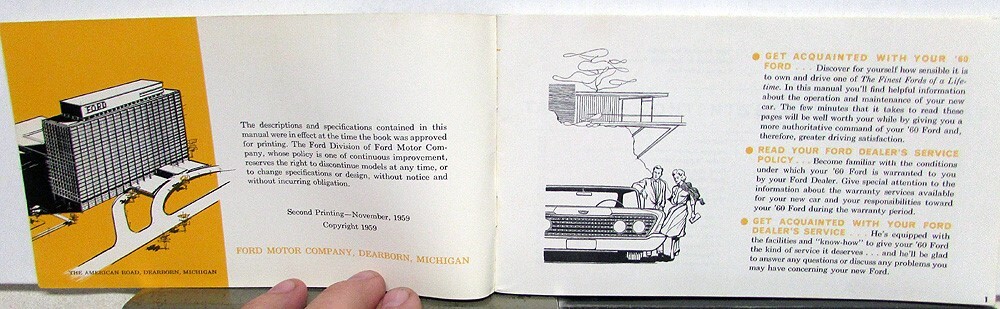 FORD
THE AMERICAN ROAD, DEARBORN, MICHIGAN
The descriptions and specifications contained in this
manual were in effect at the time the book was approved
for printing. The Ford Division of Ford Motor Com-
pany, whose policy is one of continuous improvement,
reserves the right to discontinue models at any time, or
to change specifications or design, without notice and
without incurring obligation.
Second Printing—November, 1959
Copyright 1959
FORD MOTOR COMPANY, DEARBORN, MICHIGAN
● GET ACQUAINTED WITH YOUR '60
FORD . . . Discover for yourself how sensible it is
to own and drive one of The Finest Fords of a Life-
time. In this manual you'll find helpful information
about the operation and maintenance of your new
car. The few minutes that it takes to read these
pages will be well worth your while by giving you a
more authoritative command of your '60 Ford and,
therefore, greater driving satisfaction.
● READ YOUR FORD DEALER'S SERVICE
POLICY . . . Become familiar with the conditions
under which your '60 Ford is warranted to you
by your Ford Dealer. Give special attention to the
information about the warranty services available
for your new car and your responsibilities toward
your '60 Ford during the warranty period.
● GET ACQUAINTED WITH YOUR FORD
DEALER'S SERVICE . . . He's equipped with
the facilities and "know-how" to give your '60 Ford
the kind of service it deserves . . . and he'll be glad
to answer any questions or discuss any problems you
may have concerning your new Ford.
1